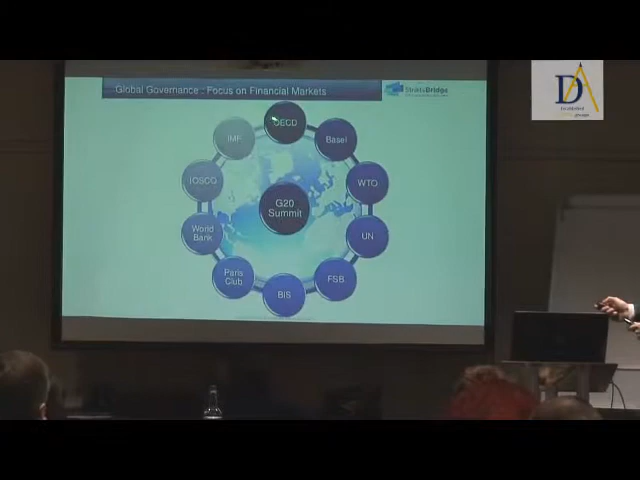 Global Governance : Focus on Financial Markets
BridgeD
OECD
IMF
Basel
IOSCO
WTO
G20
Summit
World
Bank
UN
Paris
Club
FSB
BIS
D